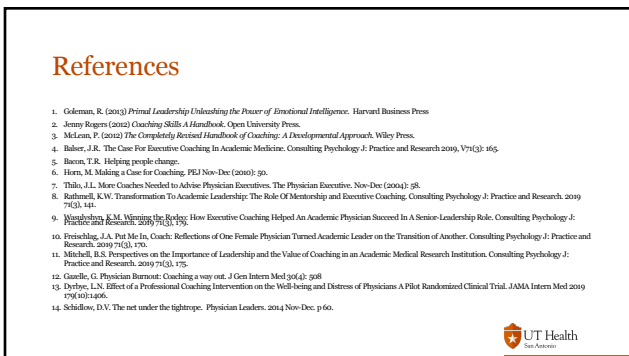 References
1. Goleman, R. (2013) Primal Leadership Unleashing the Power of Emotional Intelligence. Harvard Business Press
2. Jenny Rogers (2012) Coaching Skills A Handbook. Open University Press.
3. McLean, P. (2012) The Completely Revised Handbook of Coaching: A Developmental Approach. Wiley Press.
4. Balser, J.R. The Case For Executive Coaching In Academic Medicine. Consulting Psychology J: Practice and Research 2019, V71(3): 165.
5. Bacon, T.R. Helping people change.
6. Horn, M. Making a Case for Coaching. PEJ Nov-Dec (2010): 50.
7. Thilo, J.L. More Coaches Needed to Advise Physician Executives. The Physician Executive. Nov-Dec (2004): 58.
8. Rathmell, K.W. Transformation To Academic Leadership: The Role Of Mentorship and Executive Coaching. Consulting Psychology J: Practice and Research. 2019
71(3), 141.
9. Wasylyshyn, K.M. Winning the Rodeo: How Executive Coaching Helped An Academic Physician Succeed In A Senior-Leadership Role. Consulting Psychology J:
Practice and Research. 2019 71(3), 179.
10. Freischlag, J.A. Put Me In, Coach: Reflections of One Female Physician Turned Academic Leader on the Transition of Another. Consulting Psychology J: Practice and
Research. 2019 71(3), 170.
11. Mitchell, B.S. Perspectives on the Importance of Leadership and the Value of Coaching in an Academic Medical Research Institution. Consulting Psychology J:
Practice and Research. 2019 71(3), 175.
12. Gazelle, G. Physician Burnout: Coaching a way out. J Gen Intern Med 30(4): 508
13. Dyrbye, L.N. Effect of a Professional Coaching Intervention on the Well-being and Distress of Physicians A Pilot Randomized Clinical Trial. JAMA Intern Med 2019
179(10):1406.
14. Schidlow, D.V. The net under the tightrope. Physician Leaders. 2014 Nov-Dec. p 60.
UT Health
San Antonio